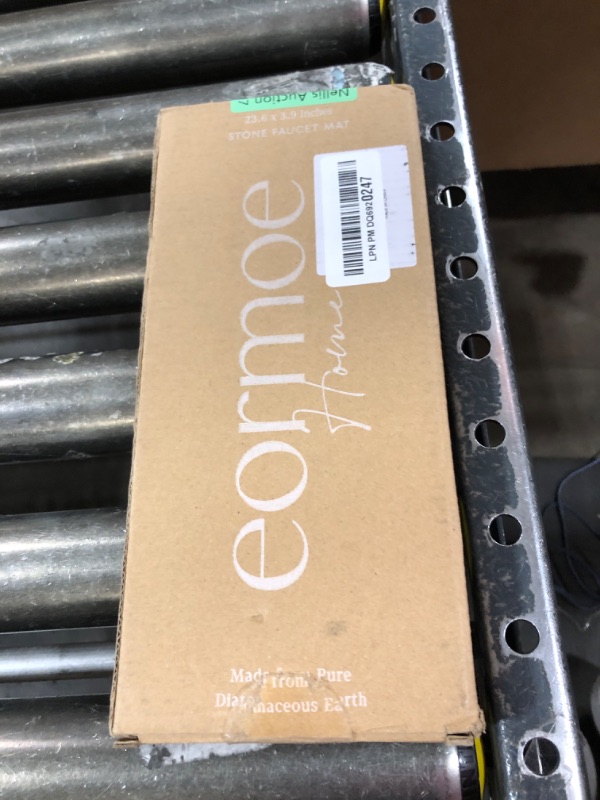 Nellis Auction 7
23.6 x 3.9 Inches
STONE FAUCET MAT
LPN PM DQ6920247
eormoe
Home
Made from Pure
Diatomaceous Earth